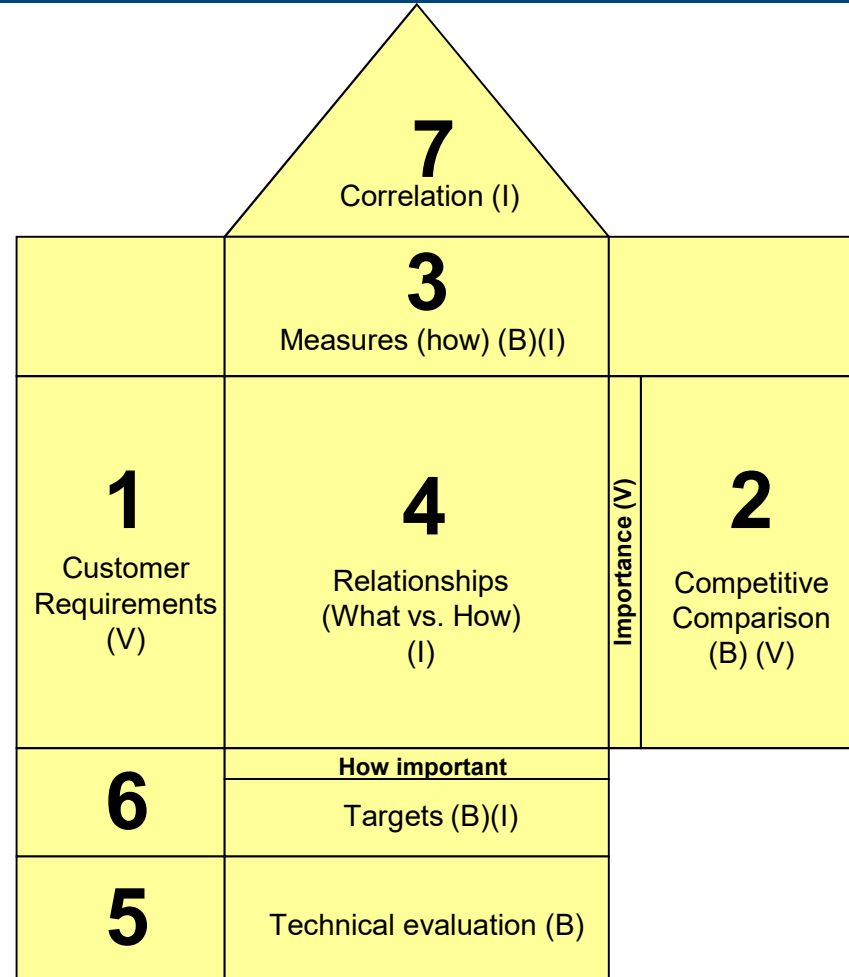 7
Correlation (I)
3
Measures (how) (B)(I)
1
Customer
Requirements
(V)
4
Relationships
(What vs. How)
(I)
Importance (V)
2
Competitive
Comparison
(B) (V)
6
How important
Targets (B)(I)
5
Technical evaluation (B)